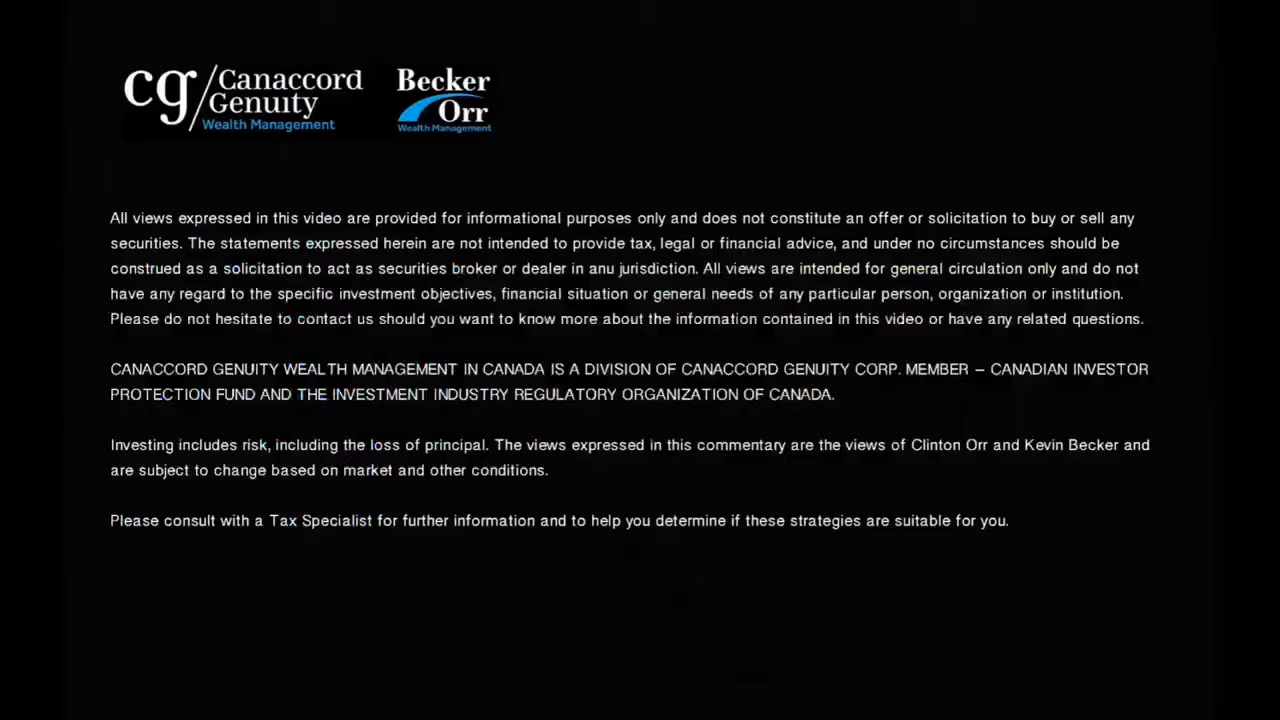 cg/Canaccord Genuity
Wealth Management
Becker Orr
Wealth Management
All views expressed in this video are provided for informational purposes only and does not constitute an offer or solicitation to buy or sell any
securities. The statements expressed herein are not intended to provide tax, legal or financial advice, and under no circumstances should be
construed as a solicitation to act as securities broker or dealer in anu jurisdiction. All views are intended for general circulation only and do not
have any regard to the specific investment objectives, financial situation or general needs of any particular person, organization or institution.
Please do not hesitate to contact us should you want to know more about the information contained in this video or have any related questions.
CANACCORD GENUITY WEALTH MANAGEMENT IN CANADA IS A DIVISION OF CANACCORD GENUITY CORP. MEMBER – CANADIAN INVESTOR
PROTECTION FUND AND THE INVESTMENT INDUSTRY REGULATORY ORGANIZATION OF CANADA.
Investing includes risk, including the loss of principal. The views expressed in this commentary are the views of Clinton Orr and Kevin Becker and
are subject to change based on market and other conditions.
Please consult with a Tax Specialist for further information and to help you determine if these strategies are suitable for you.